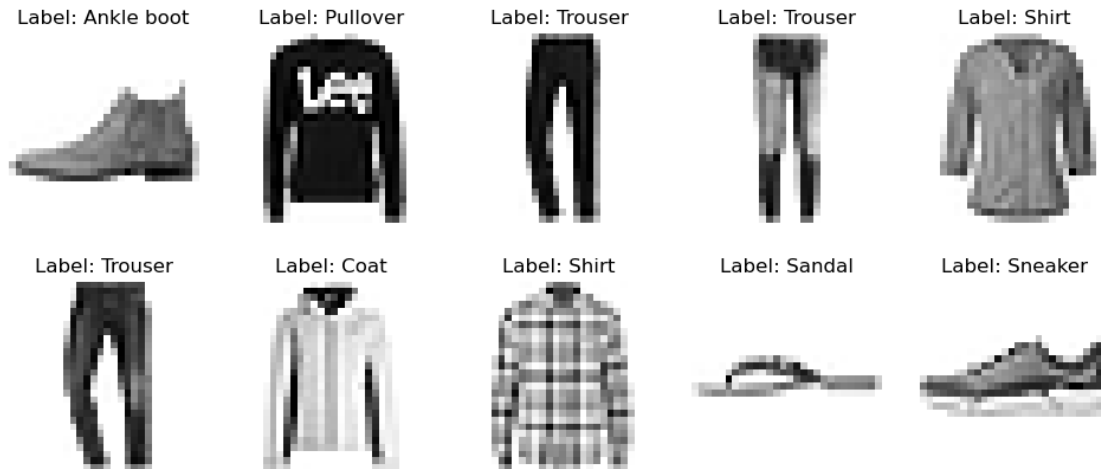 Label: Ankle boot
Label: Pullover
Label: Trouser
Label: Trouser
Label: Shirt
Lee
Label: Trouser
Label: Coat
Label: Shirt
Label: Sandal
Label: Sneaker